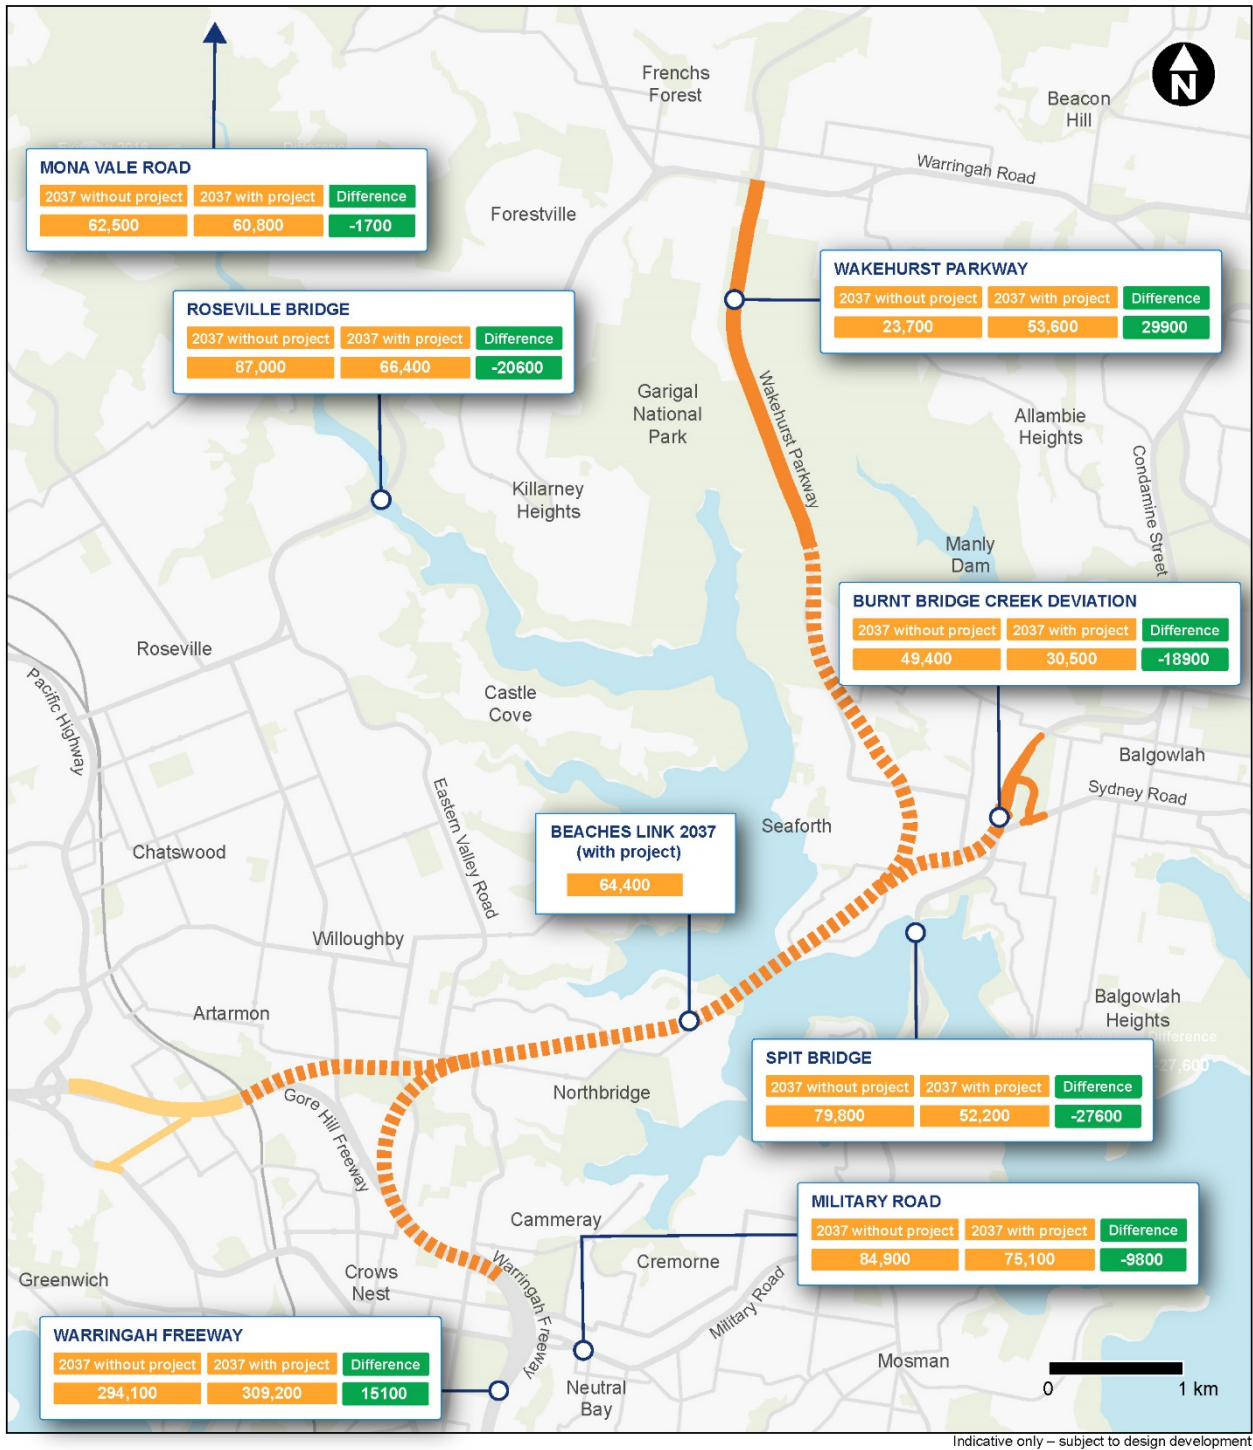 N
Frenchs
Forest
Beacon
Hill
Warringah Road
MONA VALE ROAD
2037 without project 2037 with project Difference
62,500 60,800 -1700
Forestville
WAKEHURST PARKWAY
2037 without project 2037 with project Difference
23,700 53,600 29900
ROSEVILLE BRIDGE
2037 without project 2037 with project Difference
87,000 66,400 -20600
Garigal
National
Park
Wakehurst Parkway
Allambie
Heights
Condamine Street
Killarney
Heights
Manly
Dam
BURNT BRIDGE CREEK DEVIATION
2037 without project 2037 with project Difference
49,400 30,500 -18900
Roseville
Pacific Highway
Castle
Cove
Balgowlah
Sydney Road
Eastern Valley Road
BEACHES LINK 2037
(with project)
64,400
Seaforth
Chatswood
Willoughby
Artarmon
Balgowlah
Heights
Difference
-27,600
SPIT BRIDGE
2037 without project 2037 with project Difference
79,800 52,200 -27600
Northbridge
Gore Hill Freeway
MILITARY ROAD
2037 without project 2037 with project Difference
84,900 75,100 -9800
Cammeray
Cremorne
Warringah Freeway
Military Road
Greenwich
Crows
Nest
WARRINGAH FREEWAY
2037 without project 2037 with project Difference
294,100 309,200 15100
Neutral
Bay
Mosman
0 1 km
Indicative only – subject to design development